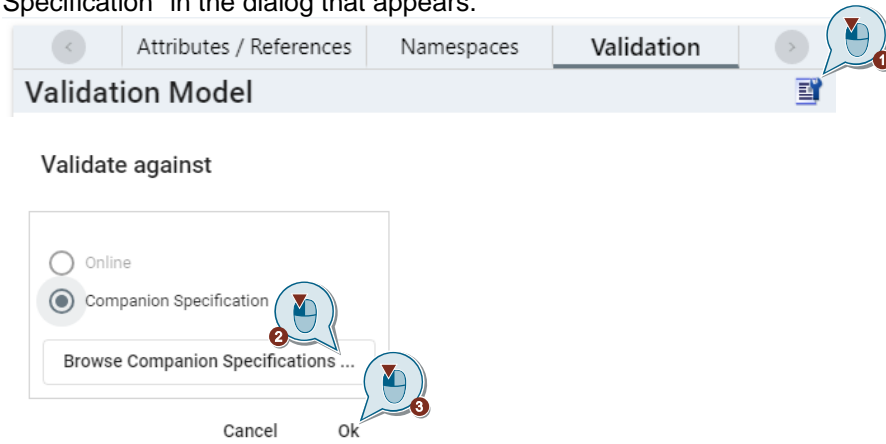 Specification" in the dialog that appears.
Attributes / References Namespaces Validation
1
Validation Model
Validate against
Online
Companion Specification
2
Browse Companion Specifications ...
3
Cancel Ok